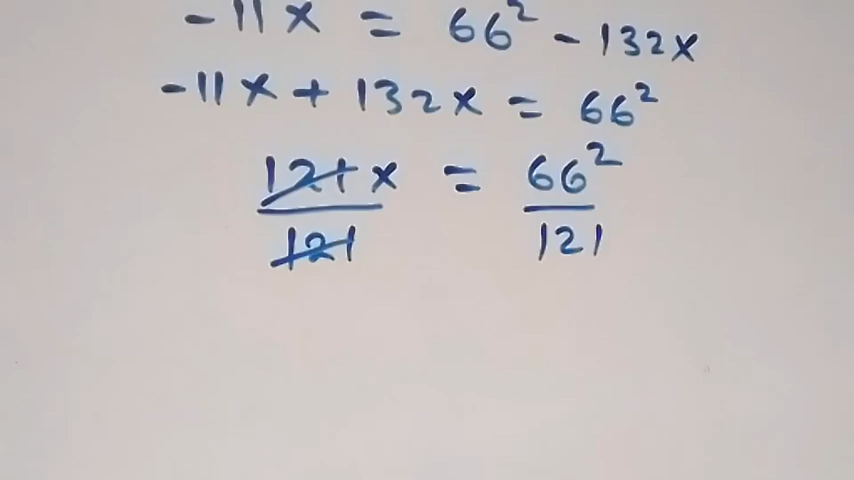 -11x = 66² - 132x
-11x + 132x = 66²
121x/121 = 66²/121